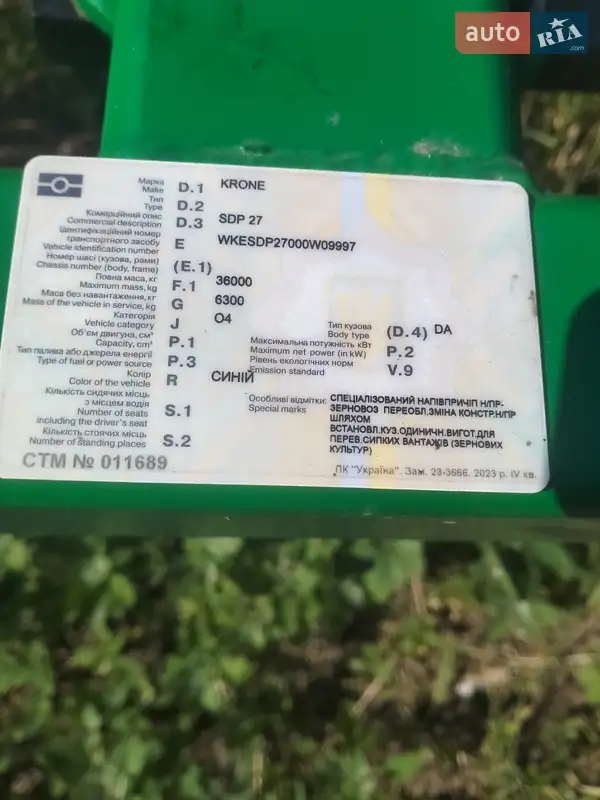 auto RIA .com
Марка
Make D.1 KRONE
Тип
Type D.2
Комерційний опис
Commercial description D.3 SDP 27
Ідентифікаційний номер
транспортного засобу
Vehicle identification number E WKESDP27000W09997
Номер шасі (кузова, рами)
Chassis number (body, frame) (E.1)
Повна маса, кг
Maximum mass, kg F.1 36000
Маса без навантаження, кг
Mass of the vehicle in service, kg G 6300
Категорія
Vehicle category J O4
Об'єм двигуна, см³
Capacity, cm³ P.1
Тип палива або джерела енергії
Type of fuel or power source P.3
Колір
Color of the vehicle R СИНІЙ
Кількість сидячих місць
з місцем водія
Number of seats
including the driver's seat S.1
Кількість стоячих місць
Number of standing places S.2
СТМ № 011689
Тип кузова
Body type (D.4) DA
Максимальна потужність кВт
Maximum net power (in kW) P.2
Рівень екологічних норм
Emission standard V.9
Особливі відмітки:
Special marks
СПЕЦІАЛІЗОВАНИЙ НАПІВПРИЧІП Н/ПР-
ЗЕРНОВОЗ ПЕРЕОБЛ.ЗМІНА КОНСТР.Н/ПР
ШЛЯХОМ
ВСТАНОВЛ.КУЗ.ОДИНИЧН.ВИГОТ.ДЛЯ
ПЕРЕВ.СИПКИХ ВАНТАЖІВ (ЗЕРНОВИХ
КУЛЬТУР)
ПК "Україна". Зам. 23-3666. 2023 р. IV кв.